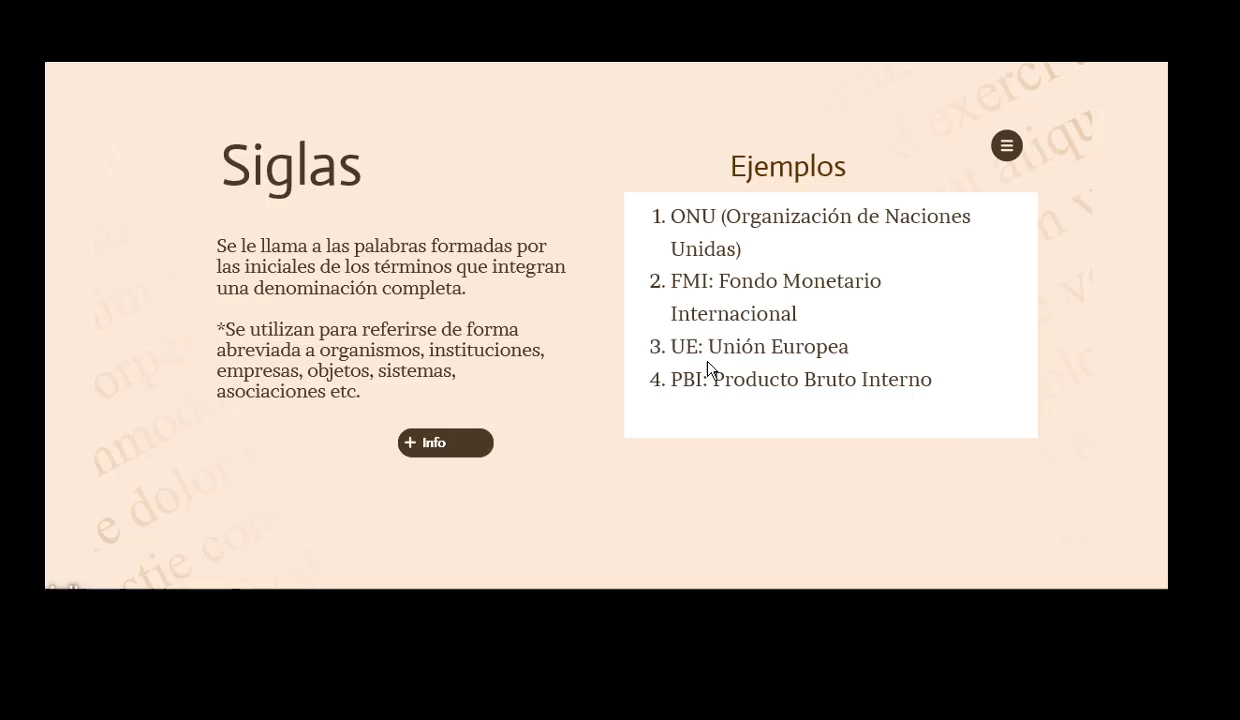 Siglas
Se le llama a las palabras formadas por
las iniciales de los términos que integran
una denominación completa.
*Se utilizan para referirse de forma
abreviada a organismos, instituciones,
empresas, objetos, sistemas,
asociaciones etc.
+ Info
Ejemplos
1. ONU (Organización de Naciones
Unidas)
2. FMI: Fondo Monetario
Internacional
3. UE: Unión Europea
4. PBI: Producto Bruto Interno
e dolor